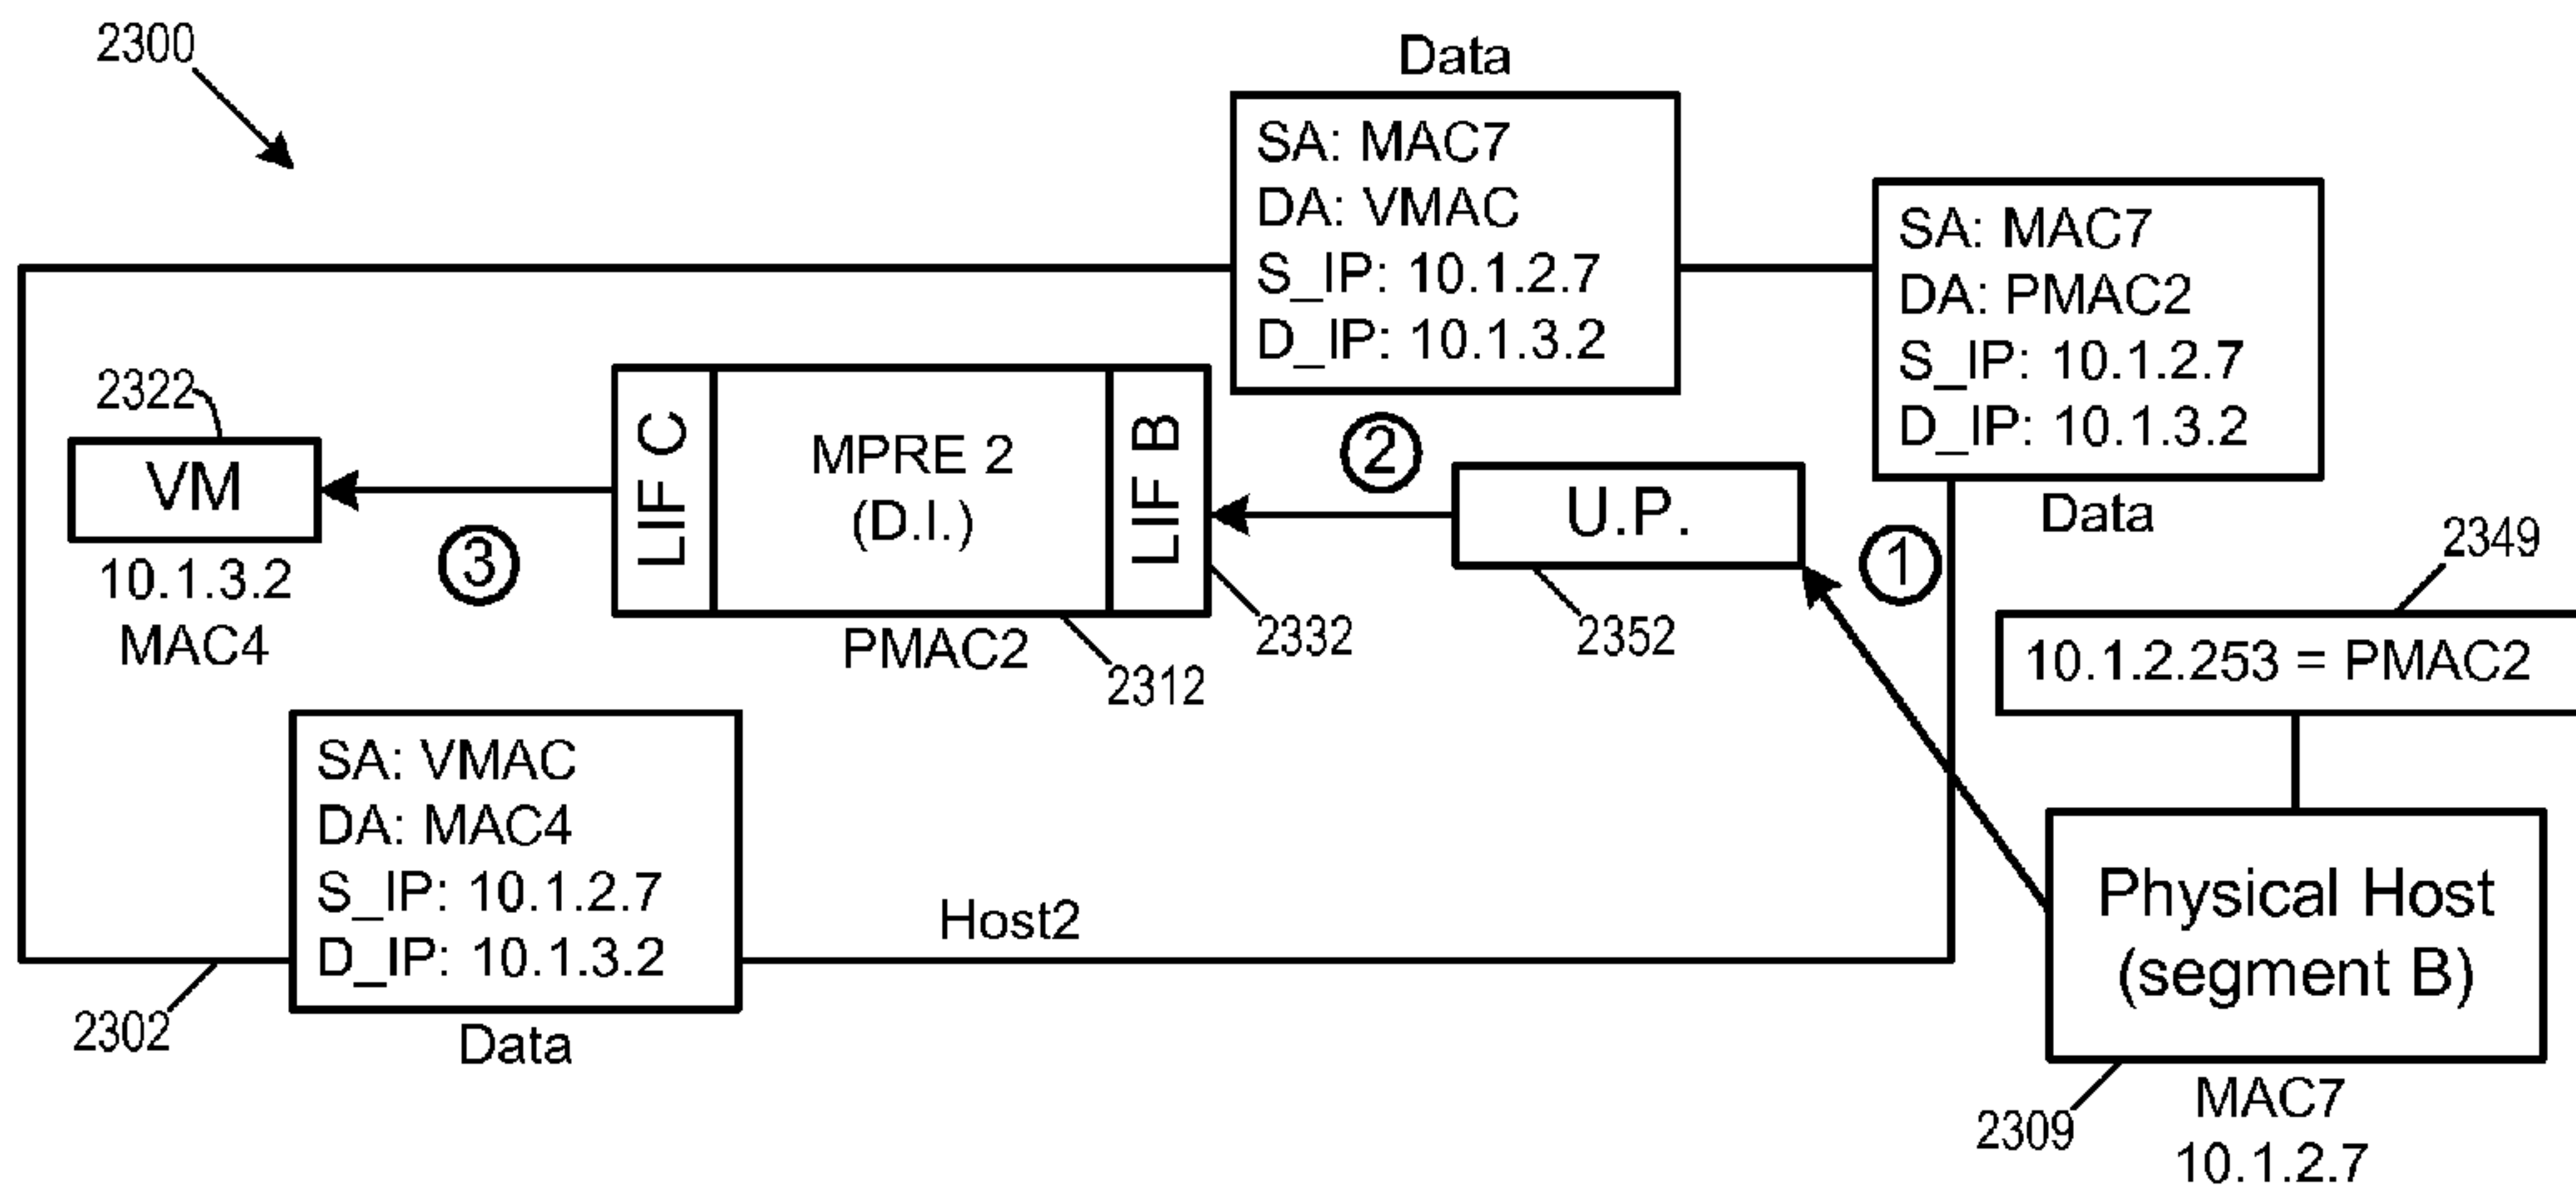 2300
Data
SA: MAC7
DA: VMAC
S_IP: 10.1.2.7
D_IP: 10.1.3.2
SA: MAC7
DA: PMAC2
S_IP: 10.1.2.7
D_IP: 10.1.3.2
Data
2322
VM
10.1.3.2
MAC4
3
LIF C
MPRE 2
(D.I.)
LIF B
PMAC2
2312
2332
2
U.P.
2352
1
2349
10.1.2.253 = PMAC2
SA: VMAC
DA: MAC4
S_IP: 10.1.2.7
D_IP: 10.1.3.2
Data
2302
Host2
Physical Host
(segment B)
2309
MAC7
10.1.2.7